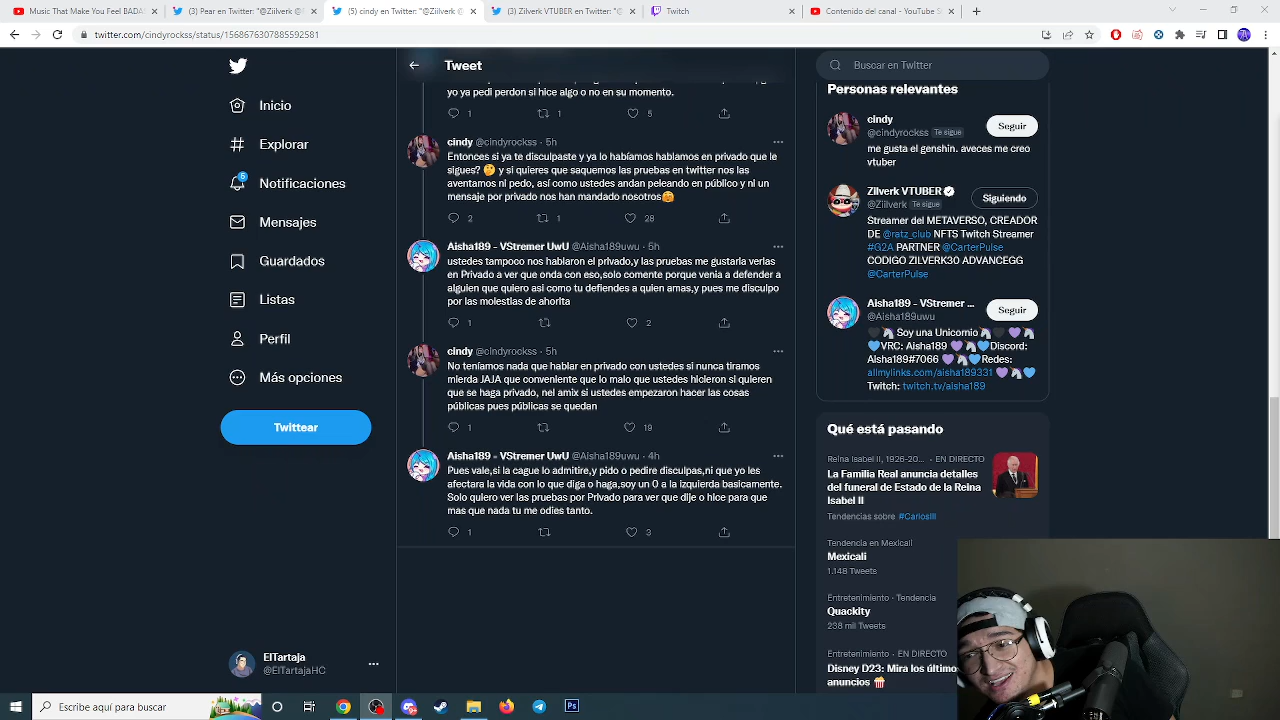 Music That Make You Feel BADA
(3) Pear en Twitter: "@Ziilverk @
(5) cindy en Twitter: "@Ziilverk
(3) Zilverk VTUBER en Twitter: "
Twitch
Contenido del canal - YouTube S
twitter.com/cindyrockss/status/1568676307885592581
Tweet
Buscar en Twitter
Inicio
Explorar
5
Notificaciones
Mensajes
Guardados
Listas
Perfil
Más opciones
Twittear
ElTartaja
@ElTartajaHC
yo ya pedi perdon si hice algo o no en su momento.
1 1 5
cindy @cindyrockss · 5h
Entonces si ya te disculpaste y ya lo habíamos hablamos en privado que le
sigues? 🤔 y si quieres que saquemos las pruebas en twitter nos las
aventamos ni pedo, así como ustedes andan peleando en público y ni un
mensaje por privado nos han mandado nosotros🤗
2 1 28
Aisha189 - VStremer UwU @Aisha189uwu · 5h
ustedes tampoco nos hablaron el privado,y las pruebas me gustarla verlas
en Privado a ver que onda con eso,solo comente porque venia a defender a
alguien que quiero asi como tu defiendes a quien amas,y pues me disculpo
por las molestias de ahorita
1 2
cindy @cindyrockss · 5h
No teníamos nada que hablar en privado con ustedes si nunca tiramos
mierda JAJA que conveniente que lo malo que ustedes hicieron si quieren
que se haga privado, nel amix si ustedes empezaron hacer las cosas
públicas pues públicas se quedan
1 19
Aisha189 - VStremer UwU @Aisha189uwu · 4h
Pues vale,si la cague lo admitire,y pido o pedire disculpas,ni que yo les
afectara la vida con lo que diga o haga,soy un 0 a la izquierda basicamente.
Solo quiero ver las pruebas por Privado para ver que dije o hice para que
mas que nada tu me odies tanto.
1 3
Personas relevantes
cindy
@cindyrockss Te sigue
Seguir
me gusta el genshin. aveces me creo
vtuber
Zilverk VTUBER
@Ziilverk Te sigue
Siguiendo
Streamer del METAVERSO, CREADOR
DE @ratz_club NFTS Twitch Streamer
#G2A PARTNER @CarterPulse
CODIGO ZILVERK30 ADVANCEGG
@CarterPulse
Aisha189 - VStremer ...
@Aisha189uwu
Seguir
🖤🦄 Soy una Unicornio🦄🖤💜🦄
💙VRC: Aisha189 💜🦄💙Discord:
Aisha189#7066 💜🦄💙Redes:
allmylinks.com/aisha189331 💜🦄💙
Twitch: twitch.tv/aisha189
Qué está pasando
Reina Isabel II, 1926-20... · EN DIRECTO
La Familia Real anuncia detalles
del funeral de Estado de la Reina
Isabel II
Tendencias sobre #CarlosIII
Tendencia en Mexicali
Mexicali
1.148 Tweets
Entretenimiento · Tendencia
Quackity
238 mil Tweets
Entretenimiento · EN DIRECTO
Disney D23: Mira los último
anuncios 🍿
Escribe aquí para buscar
Ps